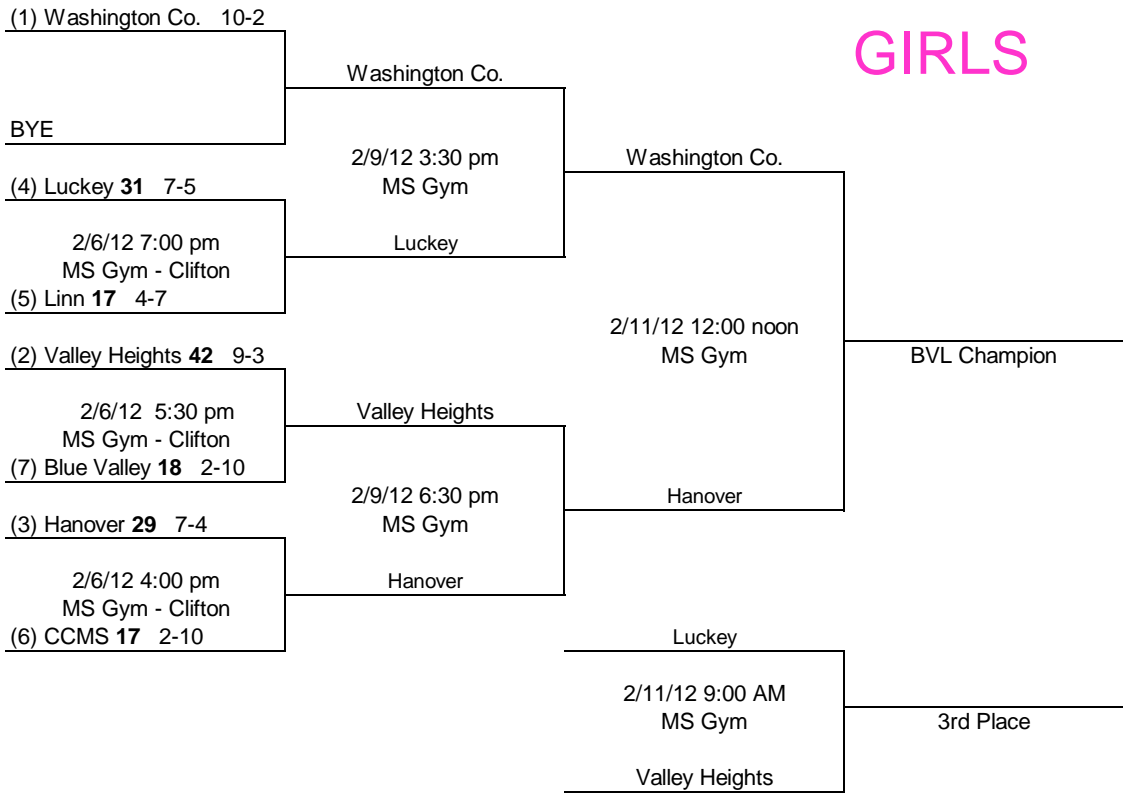 GIRLS
(1) Washington Co. 10-2
BYE
(4) Luckey 31 7-5
2/6/12 7:00 pm
MS Gym - Clifton
(5) Linn 17 4-7
(2) Valley Heights 42 9-3
2/6/12 5:30 pm
MS Gym - Clifton
(7) Blue Valley 18 2-10
(3) Hanover 29 7-4
2/6/12 4:00 pm
MS Gym - Clifton
(6) CCMS 17 2-10
Washington Co.
2/9/12 3:30 pm
MS Gym
Luckey
Valley Heights
2/9/12 6:30 pm
MS Gym
Hanover
Washington Co.
2/11/12 12:00 noon
MS Gym
Hanover
BVL Champion
Luckey
2/11/12 9:00 AM
MS Gym
Valley Heights
3rd Place